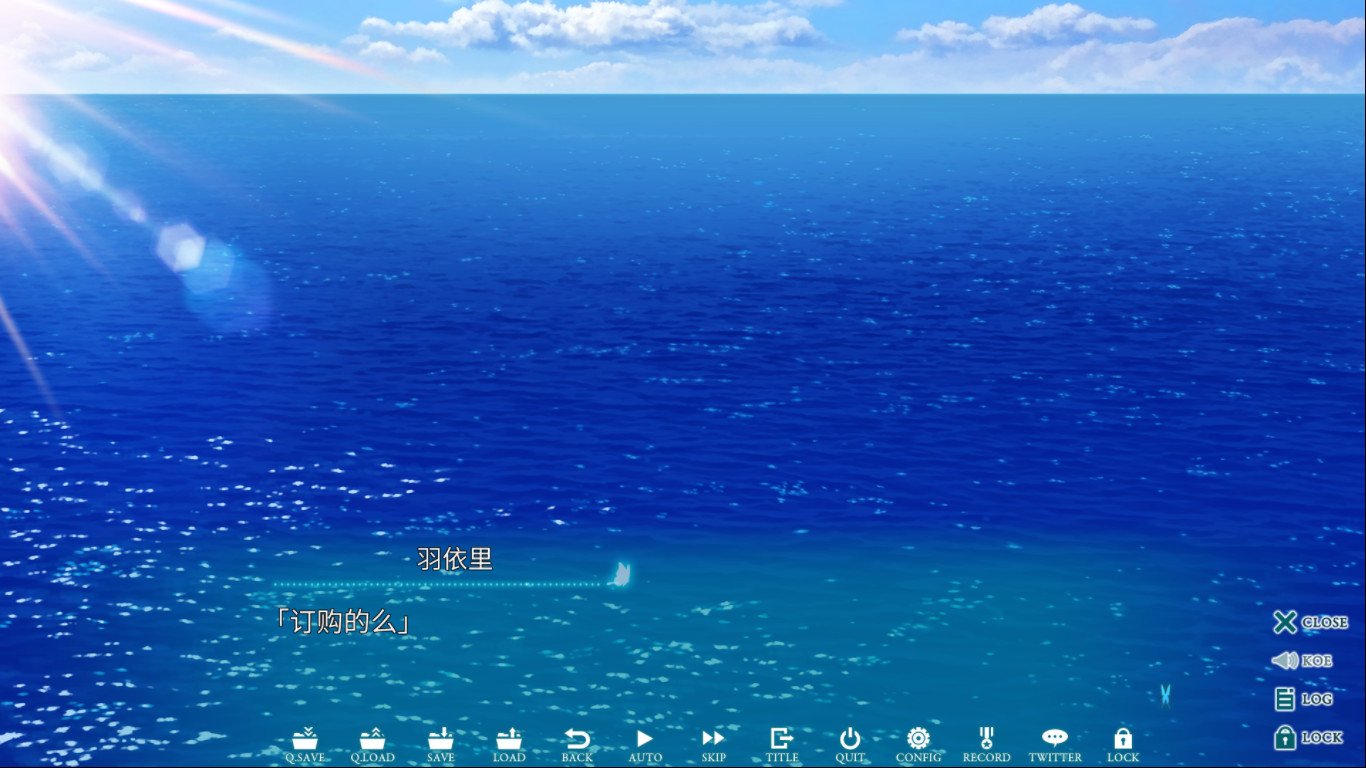 羽依里
「订购的么」
CLOSE
KOE
LOG
LOCK
Q.SAVE Q.LOAD SAVE LOAD BACK AUTO SKIP TITLE QUIT CONFIG RECORD TWITTER LOCK